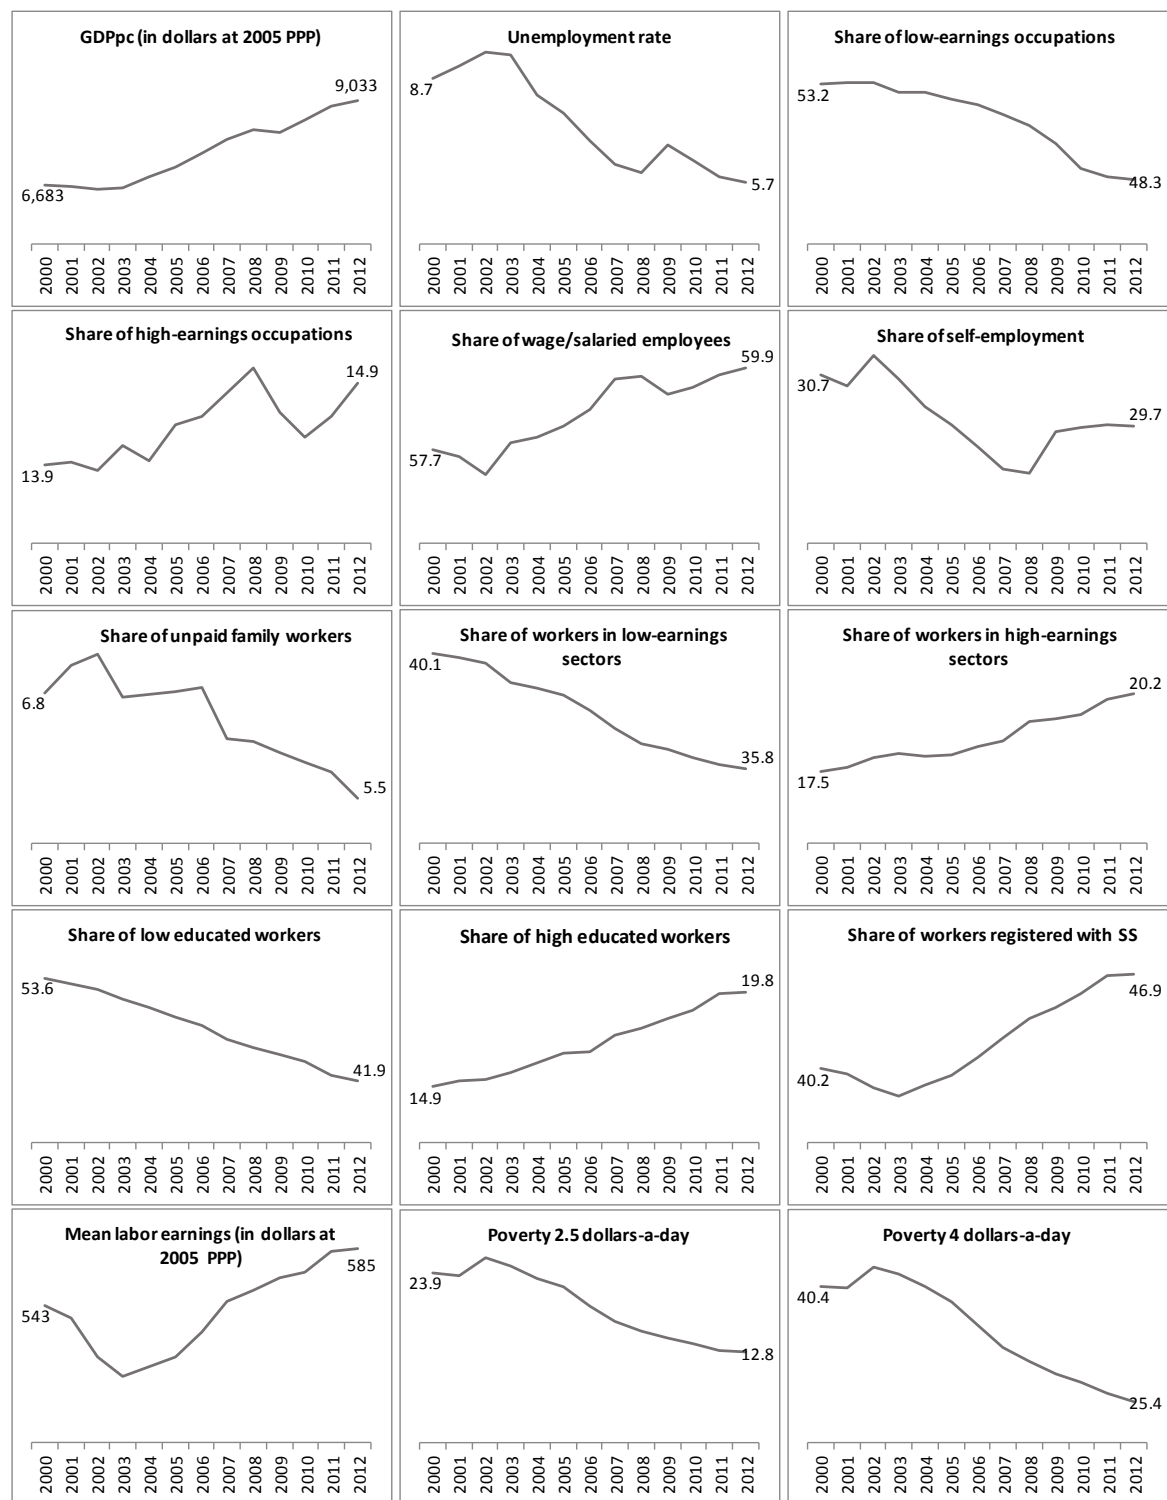 GDPpc (in dollars at 2005 PPP)
9,033
6,683
2000 2001 2002 2003 2004 2005 2006 2007 2008 2009 2010 2011 2012
Unemployment rate
8.7
5.7
2000 2001 2002 2003 2004 2005 2006 2007 2008 2009 2010 2011 2012
Share of low-earnings occupations
53.2
48.3
2000 2001 2002 2003 2004 2005 2006 2007 2008 2009 2010 2011 2012
Share of high-earnings occupations
14.9
13.9
2000 2001 2002 2003 2004 2005 2006 2007 2008 2009 2010 2011 2012
Share of wage/salaried employees
59.9
57.7
2000 2001 2002 2003 2004 2005 2006 2007 2008 2009 2010 2011 2012
Share of self-employment
30.7
29.7
2000 2001 2002 2003 2004 2005 2006 2007 2008 2009 2010 2011 2012
Share of unpaid family workers
6.8
5.5
2000 2001 2002 2003 2004 2005 2006 2007 2008 2009 2010 2011 2012
Share of workers in low-earnings
sectors
40.1
35.8
2000 2001 2002 2003 2004 2005 2006 2007 2008 2009 2010 2011 2012
Share of workers in high-earnings
sectors
20.2
17.5
2000 2001 2002 2003 2004 2005 2006 2007 2008 2009 2010 2011 2012
Share of low educated workers
53.6
41.9
2000 2001 2002 2003 2004 2005 2006 2007 2008 2009 2010 2011 2012
Share of high educated workers
19.8
14.9
2000 2001 2002 2003 2004 2005 2006 2007 2008 2009 2010 2011 2012
Share of workers registered with SS
46.9
40.2
2000 2001 2002 2003 2004 2005 2006 2007 2008 2009 2010 2011 2012
Mean labor earnings (in dollars at
2005 PPP)
585
543
2000 2001 2002 2003 2004 2005 2006 2007 2008 2009 2010 2011 2012
Poverty 2.5 dollars-a-day
23.9
12.8
2000 2001 2002 2003 2004 2005 2006 2007 2008 2009 2010 2011 2012
Poverty 4 dollars-a-day
40.4
25.4
2000 2001 2002 2003 2004 2005 2006 2007 2008 2009 2010 2011 2012